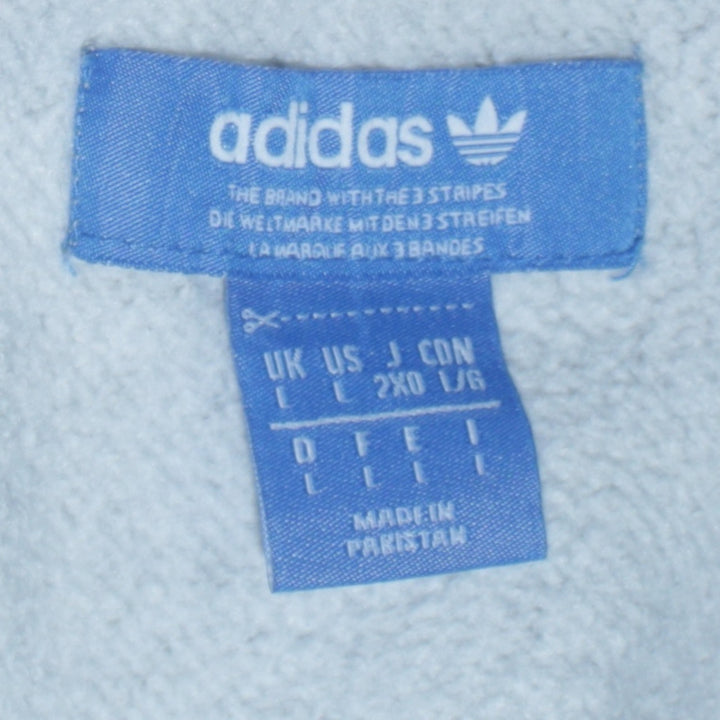 adidas
THE BRAND WITH THE 3 STRIPES
DIE WELTMARKE MIT DEN 3 STREIFEN
LA MARQUE AUX 3 BANDES
UK US J CDN
L L 2XO L/G
D F E I
L L L L
MADE IN
PAKISTAN